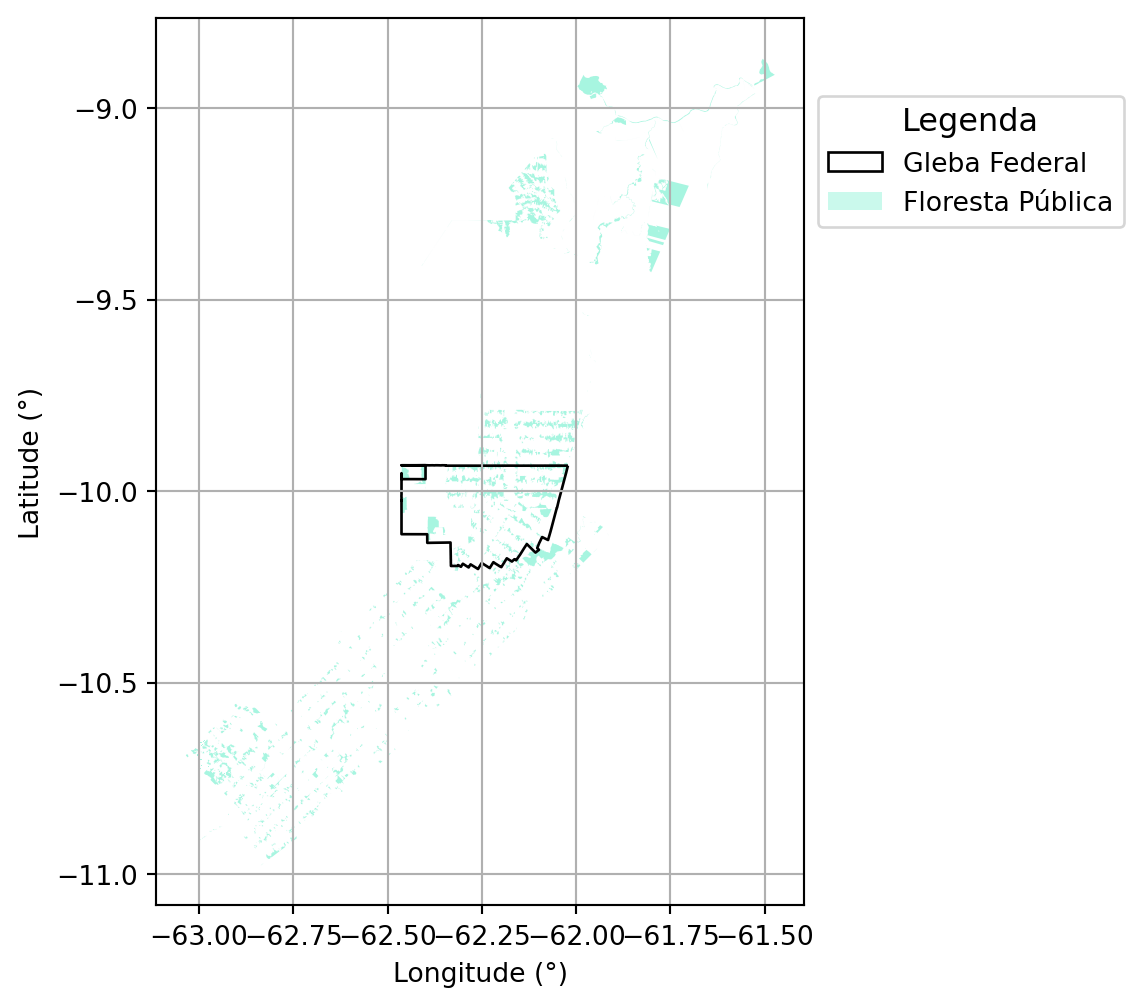 Legenda
Gleba Federal
Floresta Pública
Latitude (°)
−9.0
−9.5
−10.0
−10.5
−11.0
−63.00 −62.75 −62.50 −62.25 −62.00 −61.75 −61.50
Longitude (°)